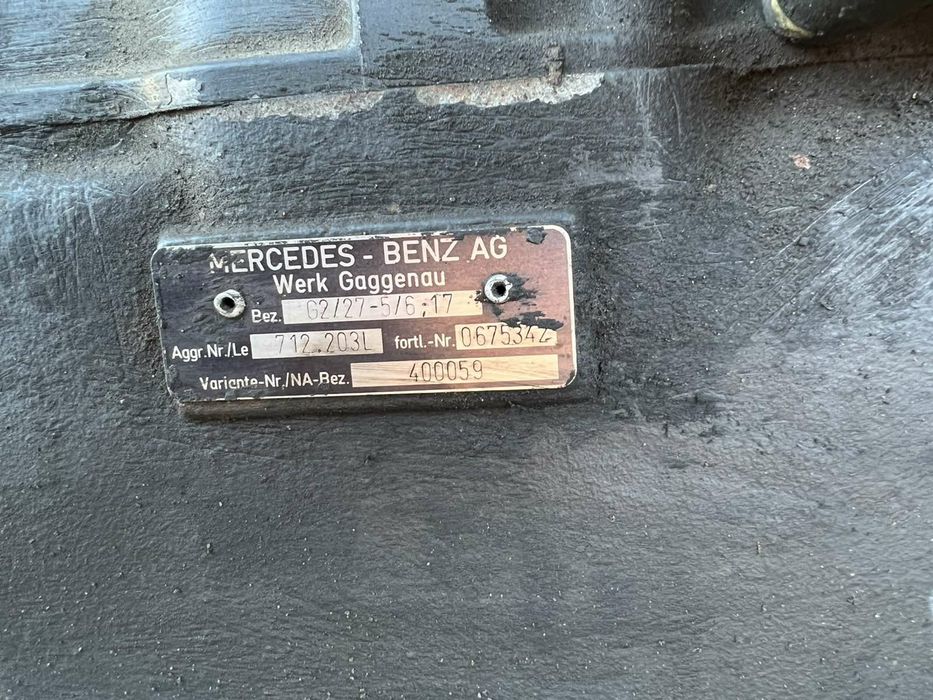 MERCEDES - BENZ AG
Werk Gaggenau
Bez. G2/27-5/6,17
Aggr.Nr/Le 712.203L fortl.-Nr. 0675342
Variante-Nr./NA-Bez. 400059